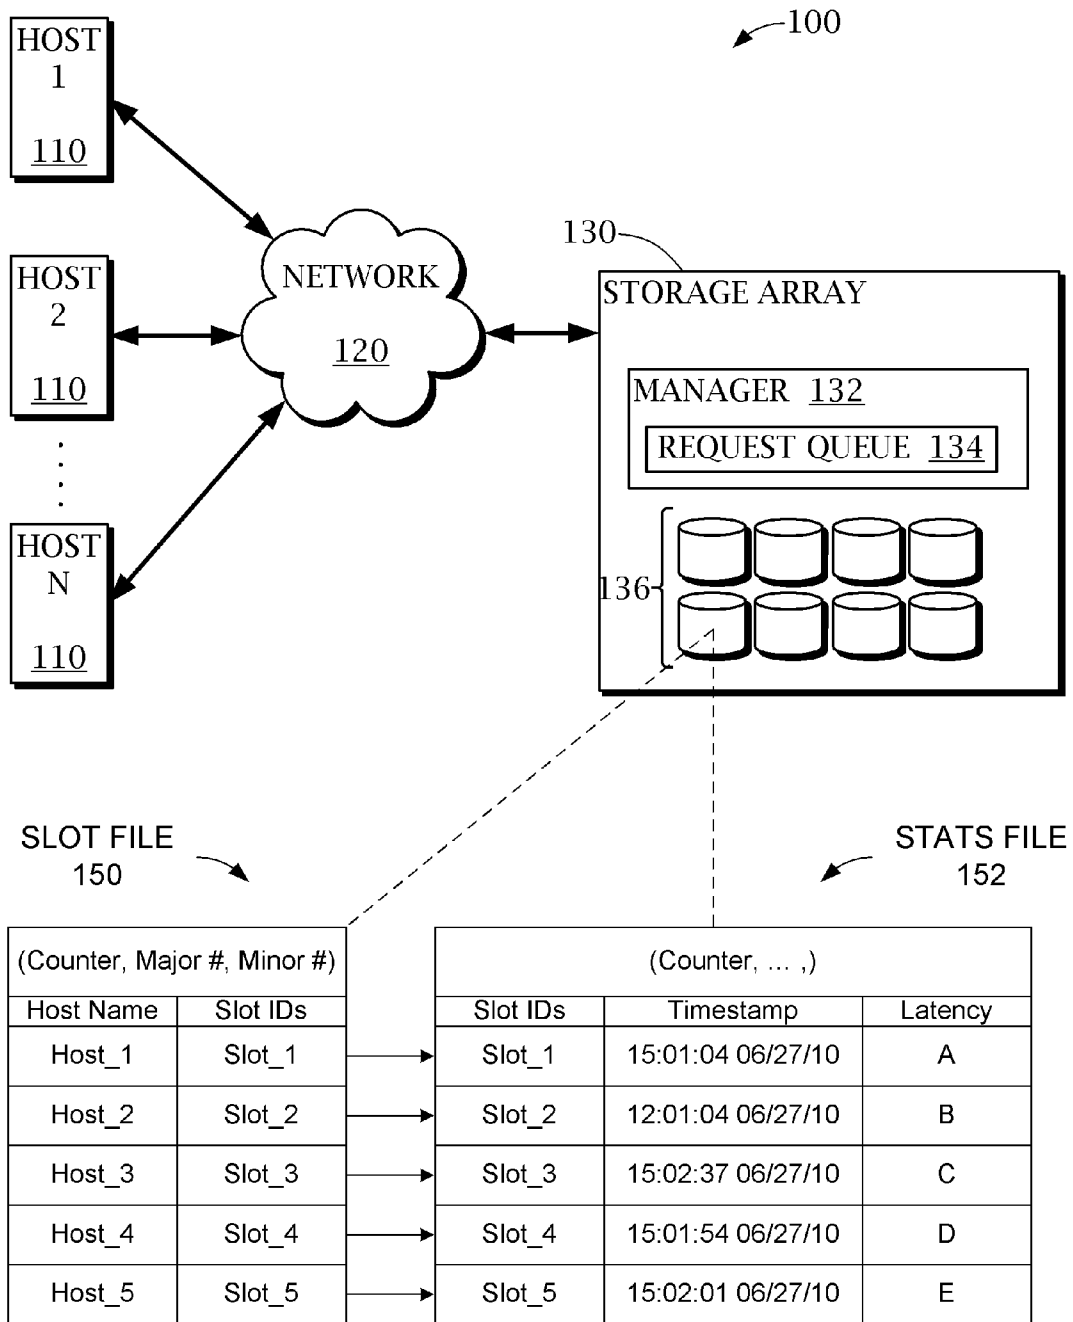 100
HOST
1
110
HOST
2
110
HOST
N
110
NETWORK
120
130
STORAGE ARRAY
MANAGER 132
REQUEST QUEUE 134
136
SLOT FILE
150
STATS FILE
152
(Counter, Major #, Minor #)
Host Name Slot IDs
Host_1 Slot_1
Host_2 Slot_2
Host_3 Slot_3
Host_4 Slot_4
Host_5 Slot_5
(Counter, ... ,)
Slot IDs Timestamp Latency
Slot_1 15:01:04 06/27/10 A
Slot_2 12:01:04 06/27/10 B
Slot_3 15:02:37 06/27/10 C
Slot_4 15:01:54 06/27/10 D
Slot_5 15:02:01 06/27/10 E